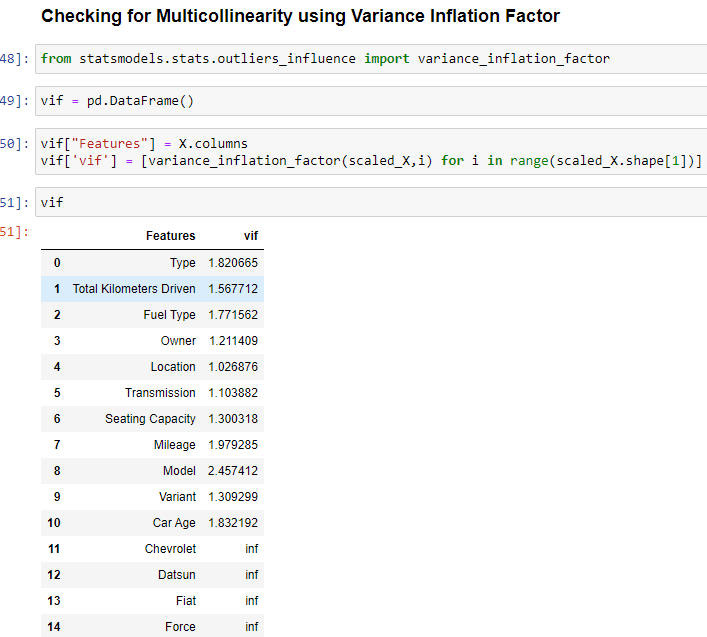 Checking for Multicollinearity using Variance Inflation Factor
48]: from statsmodels.stats.outliers_influence import variance_inflation_factor
49]: vif = pd.DataFrame()
50]: vif["Features"] = X.columns
vif['vif'] = [variance_inflation_factor(scaled_X,i) for i in range(scaled_X.shape[1])]
51]: vif
51]:
Features vif
0 Type 1.820665
1 Total Kilometers Driven 1.567712
2 Fuel Type 1.771562
3 Owner 1.211409
4 Location 1.026876
5 Transmission 1.103882
6 Seating Capacity 1.300318
7 Mileage 1.979285
8 Model 2.457412
9 Variant 1.309299
10 Car Age 1.832192
11 Chevrolet inf
12 Datsun inf
13 Fiat inf
14 Force inf